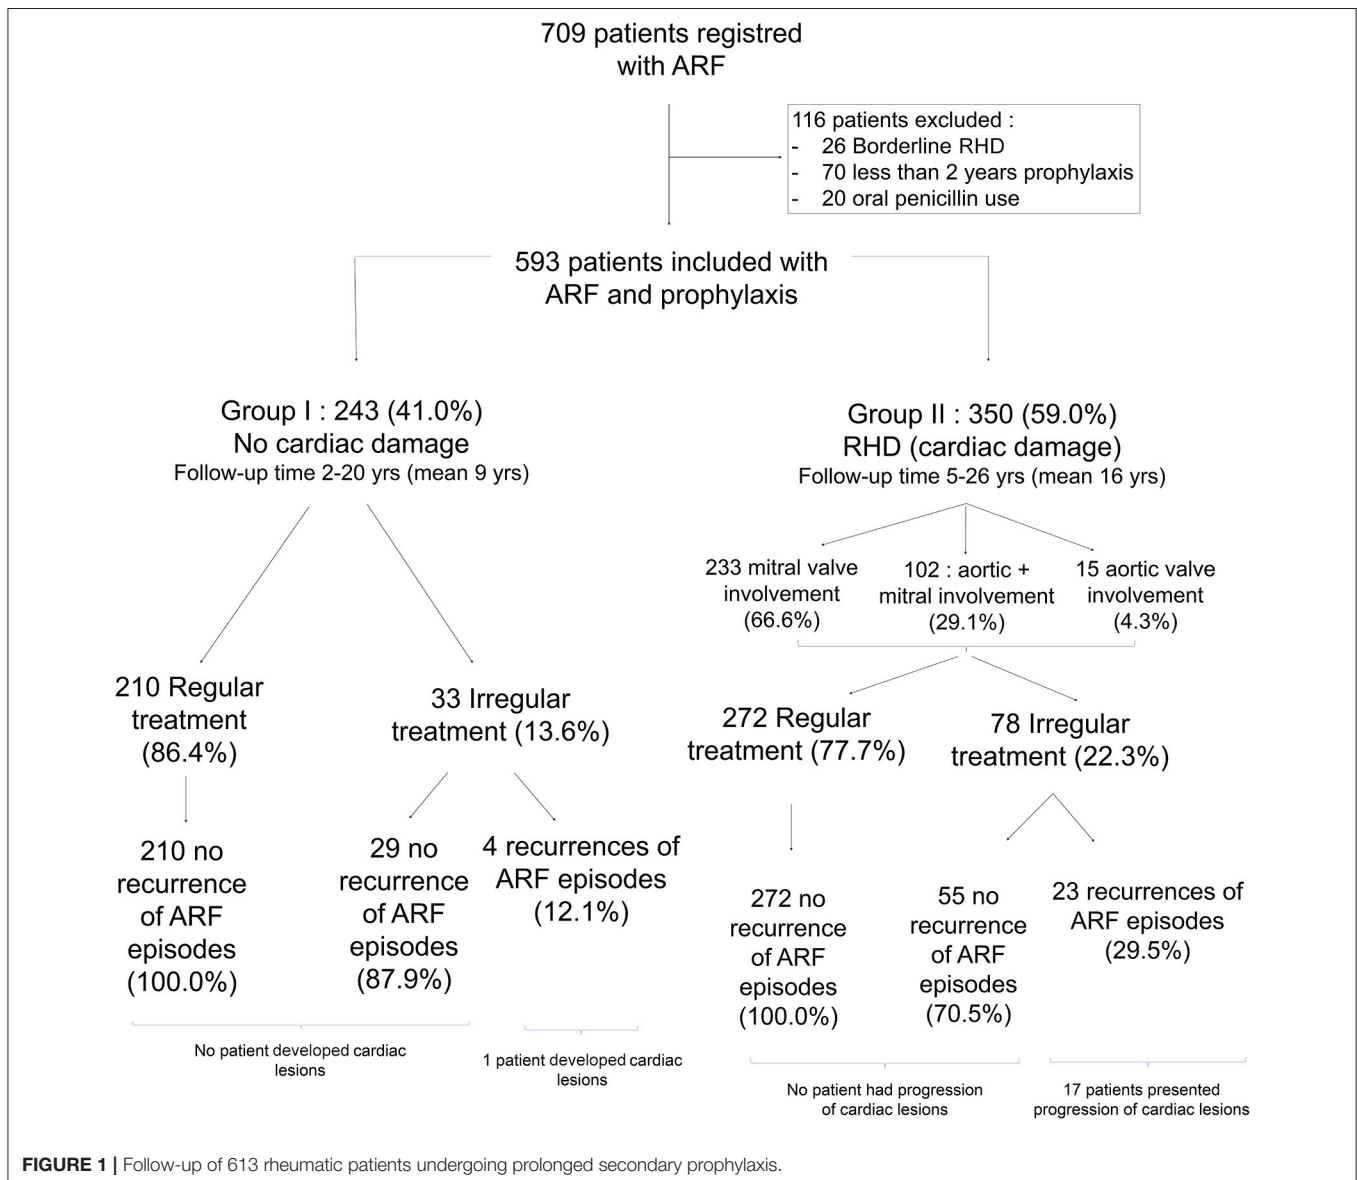 709 patients registred
with ARF
116 patients excluded :
- 26 Borderline RHD
- 70 less than 2 years prophylaxis
- 20 oral penicillin use
593 patients included with
ARF and prophylaxis
Group I : 243 (41.0%)
No cardiac damage
Follow-up time 2-20 yrs (mean 9 yrs)
Group II : 350 (59.0%)
RHD (cardiac damage)
Follow-up time 5-26 yrs (mean 16 yrs)
233 mitral valve
involvement
(66.6%)
102 : aortic +
mitral involvement
(29.1%)
15 aortic valve
involvement
(4.3%)
210 Regular
treatment
(86.4%)
33 Irregular
treatment (13.6%)
272 Regular
treatment (77.7%)
78 Irregular
treatment (22.3%)
210 no
recurrence
of ARF
episodes
(100.0%)
29 no
recurrence
of ARF
episodes
(87.9%)
4 recurrences of
ARF episodes
(12.1%)
272 no
recurrence
of ARF
episodes
(100.0%)
55 no
recurrence
of ARF
episodes
(70.5%)
23 recurrences of
ARF episodes
(29.5%)
No patient developed cardiac
lesions
1 patient developed cardiac
lesions
No patient had progression
of cardiac lesions
17 patients presented
progression of cardiac lesions
FIGURE 1 | Follow-up of 613 rheumatic patients undergoing prolonged secondary prophylaxis.